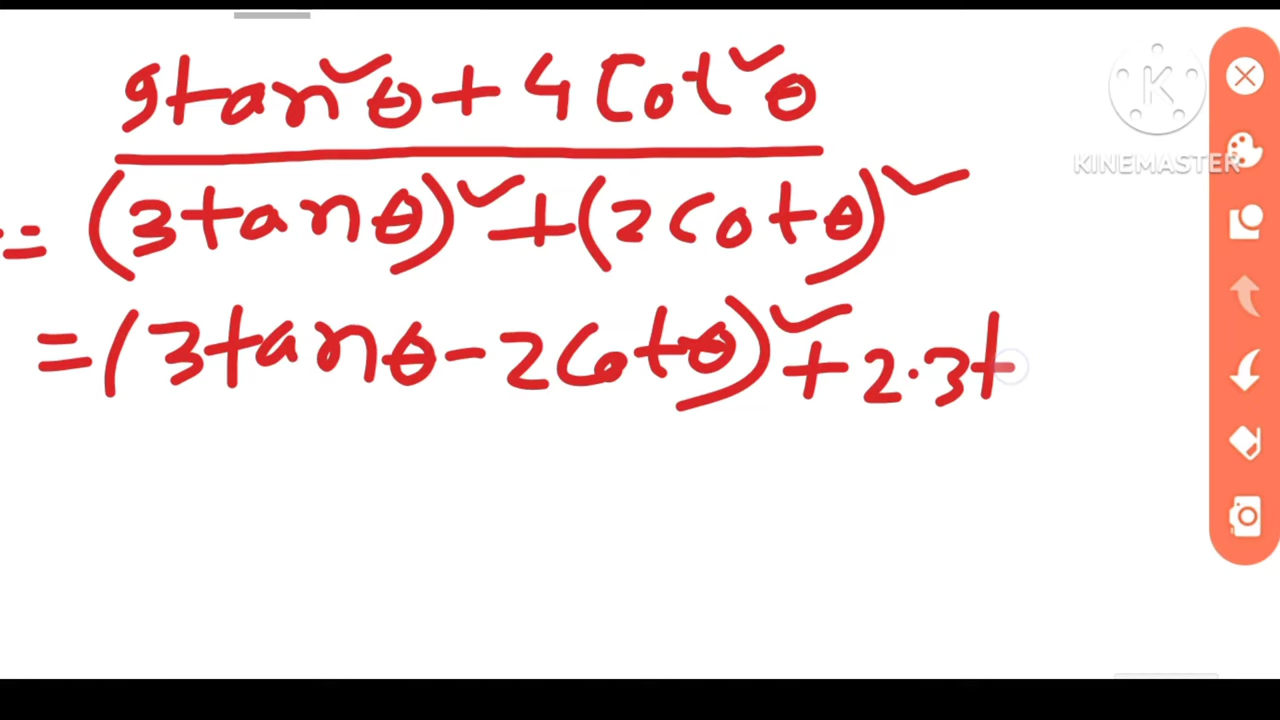 9tan²θ + 4Cot²θ
= (3tanθ)² + (2Cotθ)²
= (3tanθ - 2Cotθ)² + 2·3t
KINEMASTER